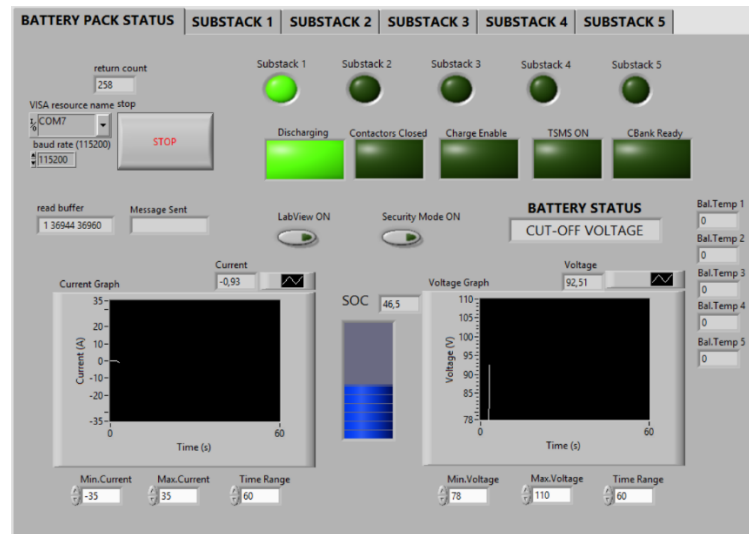 BATTERY PACK STATUS SUBSTACK 1 SUBSTACK 2 SUBSTACK 3 SUBSTACK 4 SUBSTACK 5
return count
258
Substack 1 Substack 2 Substack 3 Substack 4 Substack 5
VISA resource name stop
COM7
STOP
baud rate (115200)
115200
Discharging Contactors Closed Charge Enable TSMS ON CBank Ready
read buffer Message Sent
1 36944 36960
LabView ON Security Mode ON
BATTERY STATUS
CUT-OFF VOLTAGE
Bal.Temp 1
0
Bal.Temp 2
0
Bal.Temp 3
0
Bal.Temp 4
0
Bal.Temp 5
0
Current
Current Graph -0,93
35
20
10
0
-10
-20
-35
Current (A)
0 60
Time (s)
Min.Current Max.Current Time Range
-35 35 60
SOC 46,5
Voltage
Voltage Graph 92,51
110
105
100
95
90
85
78
Voltage (V)
0 60
Time (s)
Min.Voltage Max.Voltage Time Range
78 110 60